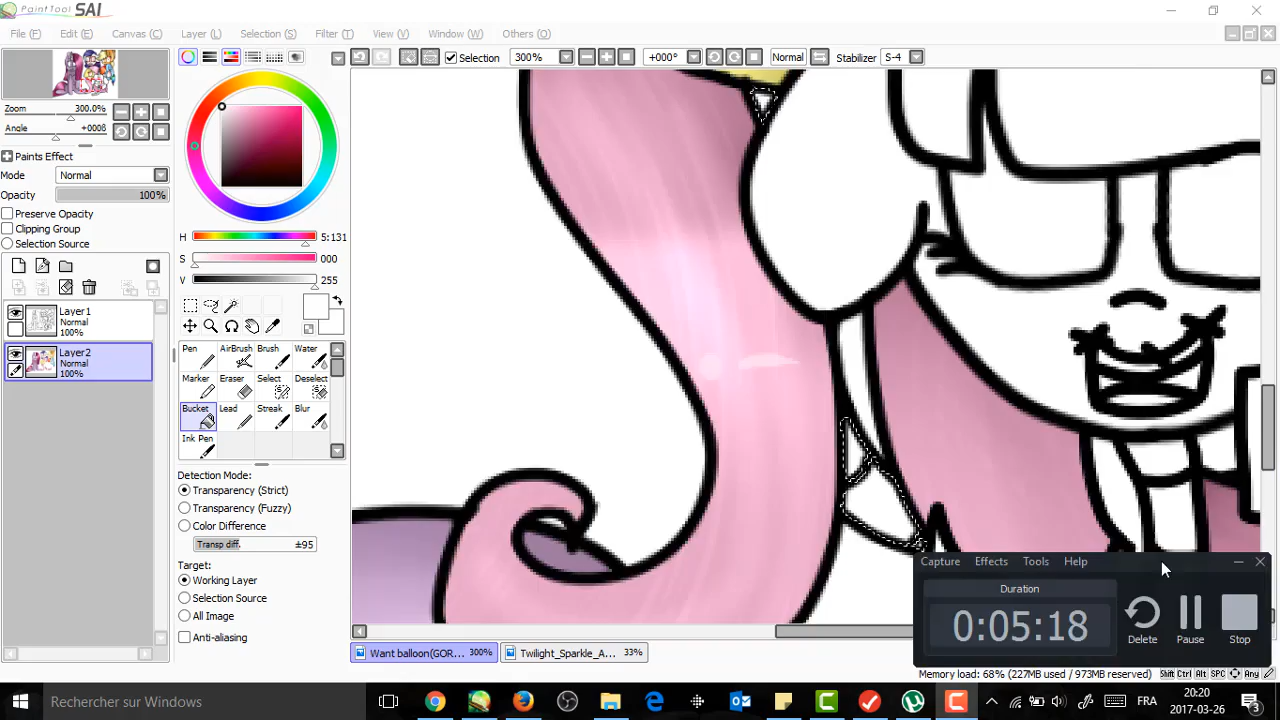 PaintTool SAI
File (F) Edit (E) Canvas (C) Layer (L) Selection (S) Filter (T) View (V) Window (W) Others (O)
Selection 300% +000° Normal Stabilizer S-4
Zoom 300.0%
Angle +000°
Paints Effect
Mode Normal
Opacity 100%
Preserve Opacity
Clipping Group
Selection Source
Layer1
Normal
100%
Layer2
Normal
100%
H 5:131
S 000
V 255
Pen AirBrush Brush Water
Marker Eraser Select Deselect
Bucket Lead Streak Blur
Ink Pen
Detection Mode:
Transparency (Strict)
Transparency (Fuzzy)
Color Difference
Transp diff. ±95
Target:
Working Layer
Selection Source
All Image
Anti-aliasing
Capture Effects Tools Help
Duration
0:05:18
Delete Pause Stop
Want balloon(GOR... 300% Twilight_Sparkle_A... 33%
Memory load: 68% (227MB used / 973MB reserved) Shift Ctrl Alt SPC Any
Rechercher sur Windows
FRA
20:20
2017-03-26
3